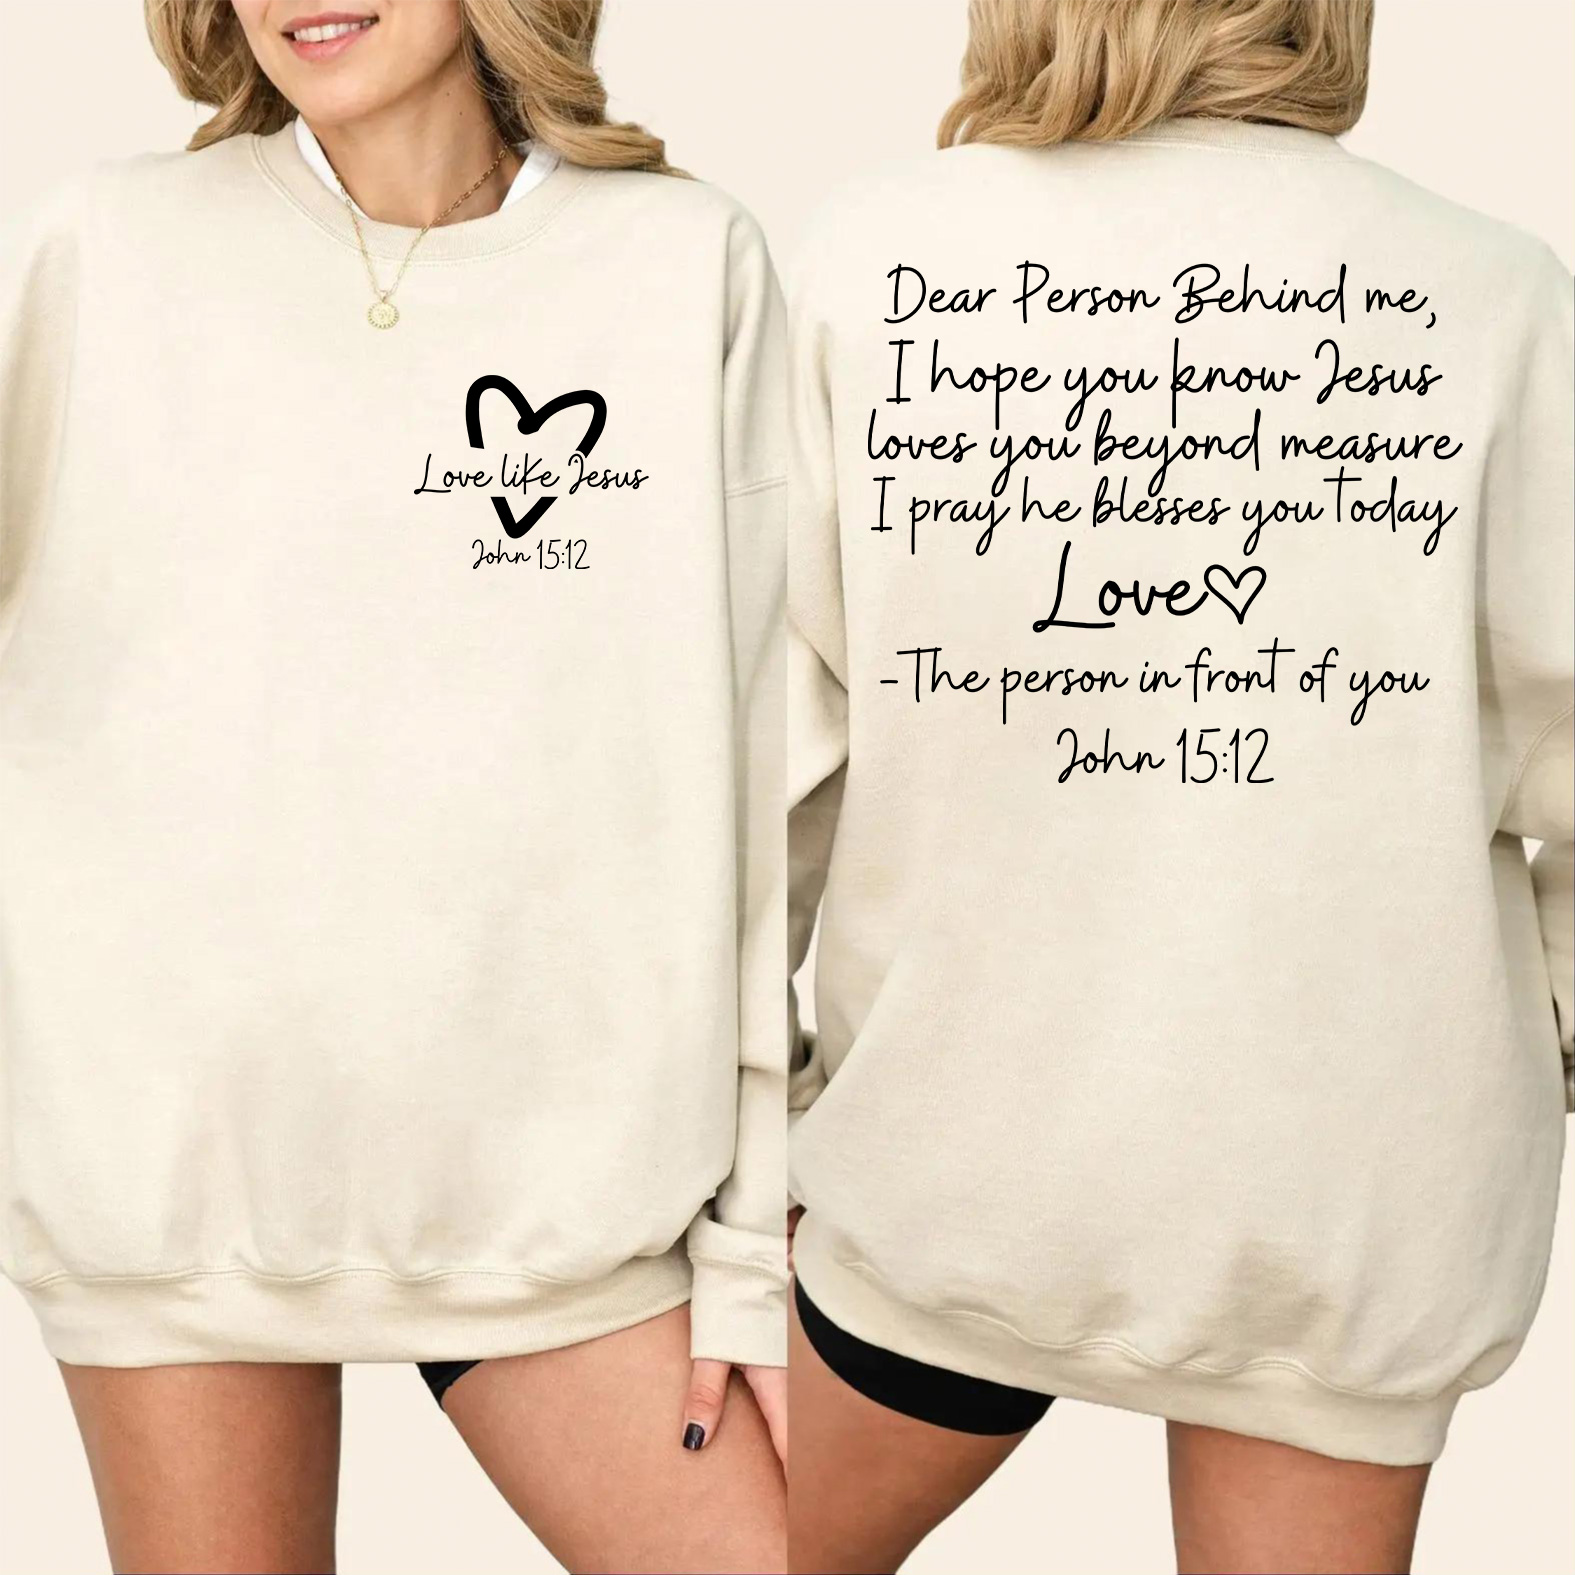 Love like Jesus
John 15:12
Dear Person Behind me,
I hope you know Jesus
loves you beyond measure
I pray he blesses you today
Love♡
-The person in front of you
John 15:12